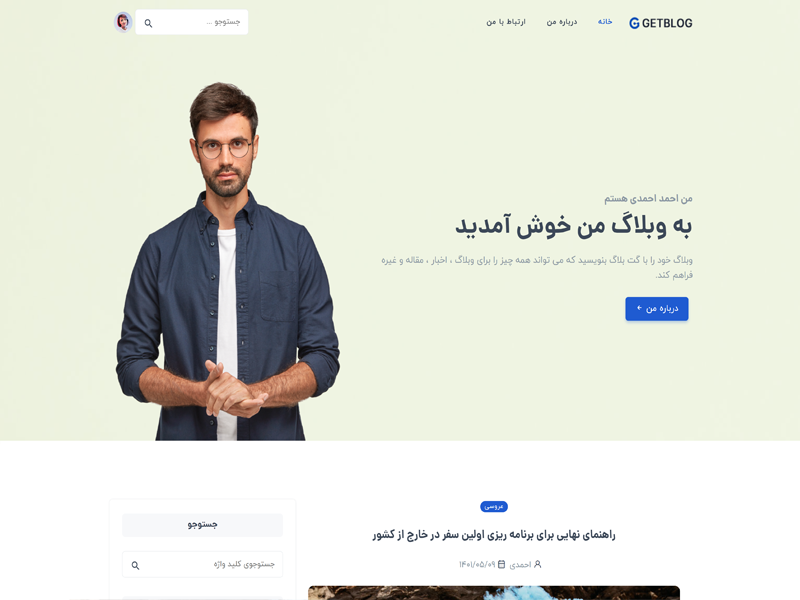 GETBLOG
خانه
درباره من
ارتباط با من
جستوجو ...
من احمد احمدی هستم
به وبلاگ من خوش آمدید
وبلاگ خود را با گت بلاگ بنویسید که می تواند همه چیز را برای وبلاگ ، اخبار ، مقاله و غیره
فراهم کند.
درباره من
عروسی
راهنمای نهایی برای برنامه ریزی اولین سفر در خارج از کشور
احمدی ۱۴۰۱/۰۵/۰۹
جستوجو
جستوجوی کلید واژه